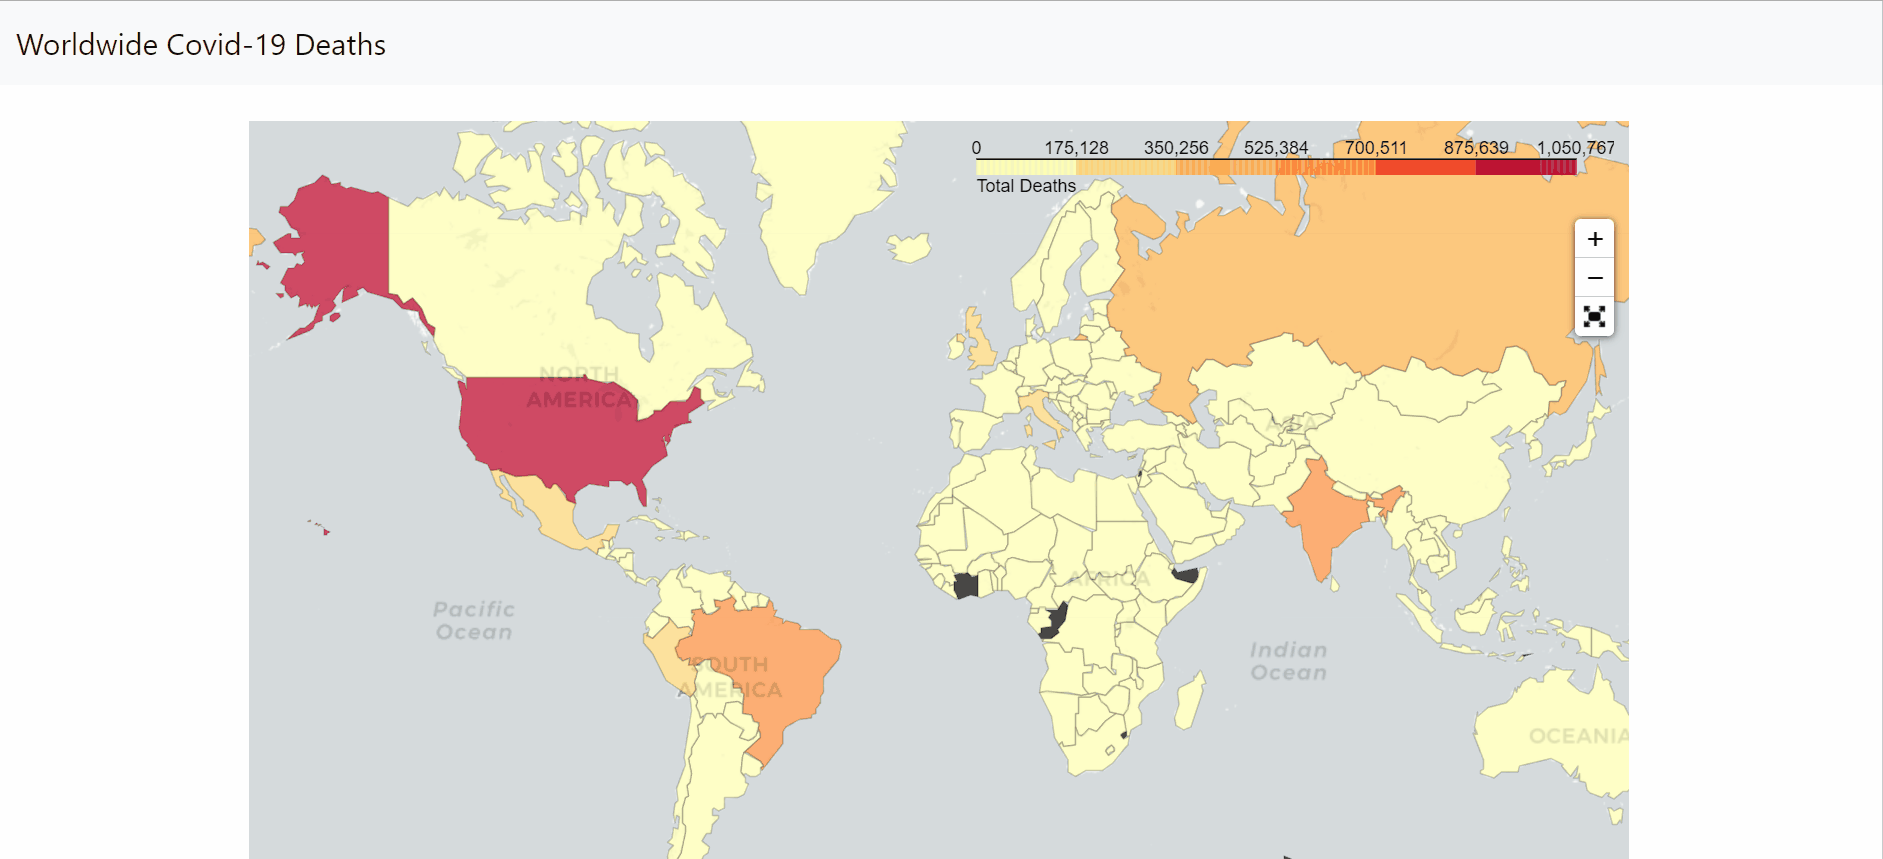 Worldwide Covid-19 Deaths
0 175,128 350,256 525,384 700,511 875,639 1,050,767
Total Deaths
+
−
NORTH
AMERICA
ASIA
AFRICA
Pacific
Ocean
Indian
Ocean
SOUTH
AMERICA
OCEANIA